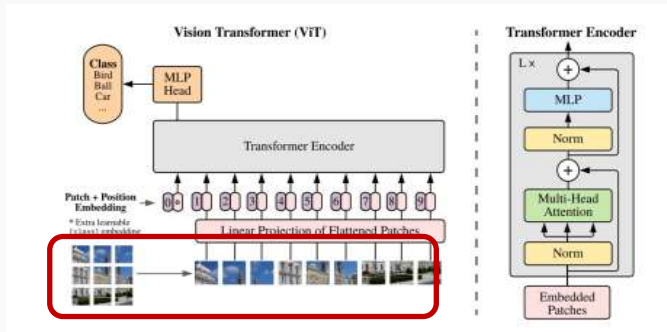 Vision Transformer (ViT)
Class
Bird
Ball
Car
...
MLP
Head
Transformer Encoder
Patch + Position
Embedding
* Extra learnable
[class] embedding
0 * 1 2 3 4 5 6 7 8 9
Linear Projection of Flattened Patches
Transformer Encoder
L ×
+
MLP
Norm
+
Multi-Head
Attention
Norm
Embedded
Patches